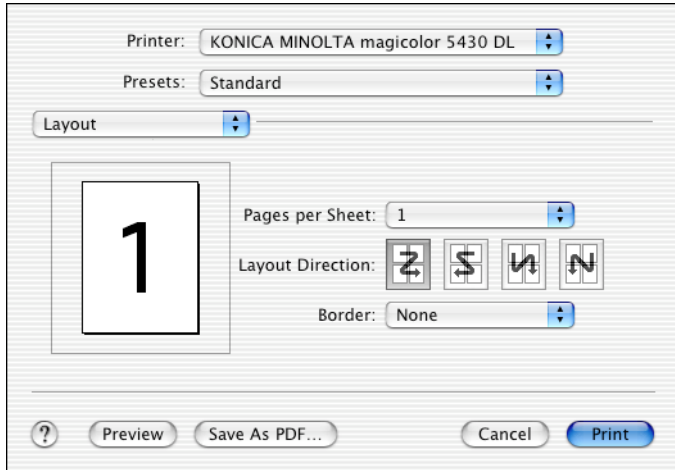 Printer: KONICA MINOLTA magicolor 5430 DL
Presets: Standard
Layout
1
Pages per Sheet: 1
Layout Direction:
Border: None
? Preview Save As PDF... Cancel Print